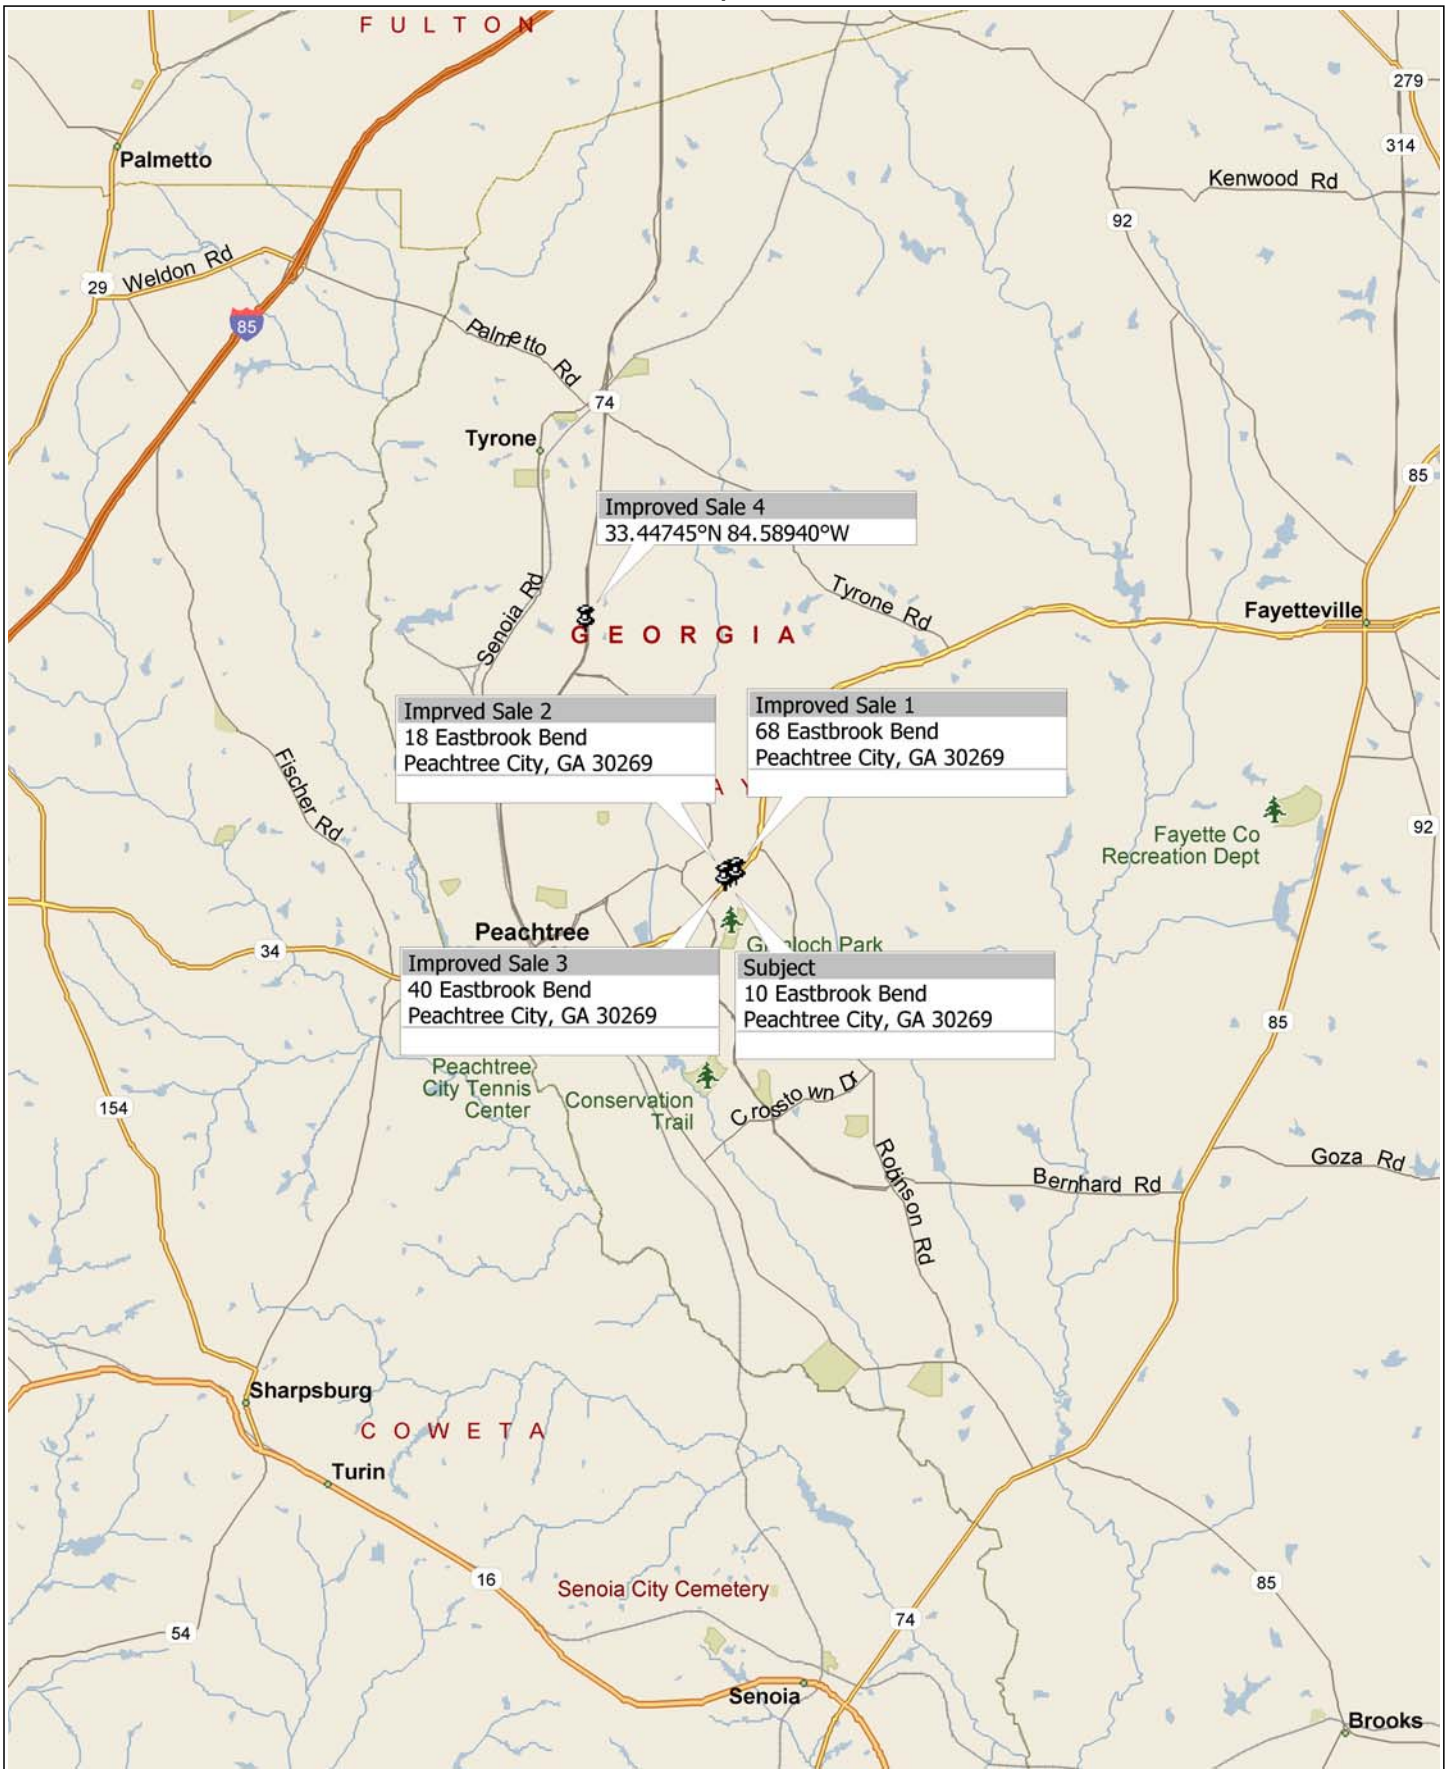 FULTON
279
314
Palmetto
Kenwood Rd
92
Weldon Rd
29
85
Palmetto Rd
74
Tyrone
85
Improved Sale 4
33.44745°N 84.58940°W
Senoia Rd
Tyrone Rd
Fayetteville
GEORGIA
Imprved Sale 2
18 Eastbrook Bend
Peachtree City, GA 30269
Improved Sale 1
68 Eastbrook Bend
Peachtree City, GA 30269
Fischer Rd
92
Fayette Co
Recreation Dept
Peachtree
34
Park
Improved Sale 3
40 Eastbrook Bend
Peachtree City, GA 30269
Subject
10 Eastbrook Bend
Peachtree City, GA 30269
85
Peachtree
City Tennis
Center
Conservation
Trail
Crosstown Dr
154
Robinson Rd
Bernhard Rd
Goza Rd
Sharpsburg
COWETA
Turin
16
Senoia City Cemetery
85
74
54
Senoia
Brooks